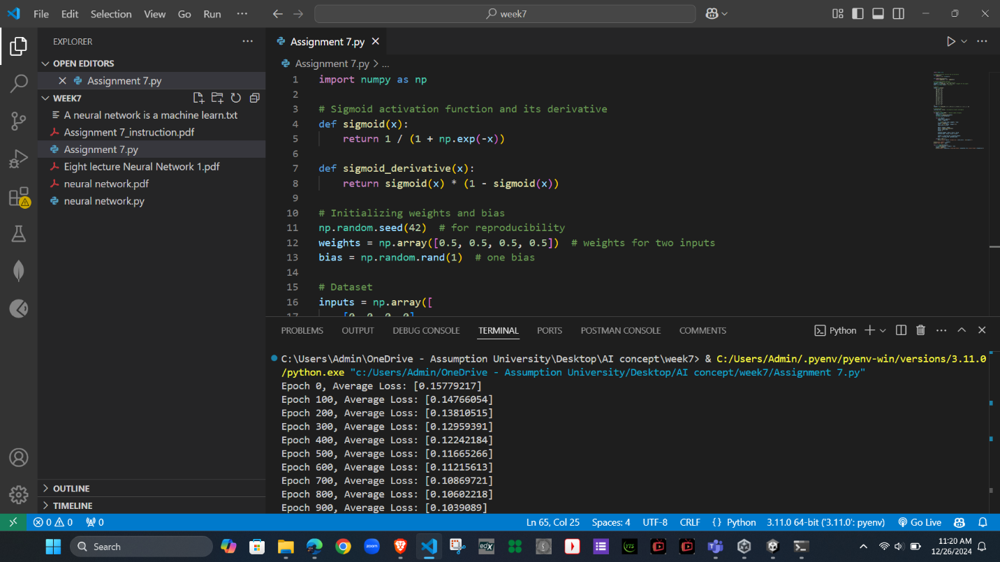 File Edit Selection View Go Run ···
week7
EXPLORER
OPEN EDITORS
Assignment 7.py
WEEK7
A neural network is a machine learn.txt
Assignment 7_instruction.pdf
Assignment 7.py
Eight lecture Neural Network 1.pdf
neural network.pdf
neural network.py
OUTLINE
TIMELINE
Assignment 7.py
Assignment 7.py > ...
1 import numpy as np
2
3 # Sigmoid activation function and its derivative
4 def sigmoid(x):
5 return 1 / (1 + np.exp(-x))
6
7 def sigmoid_derivative(x):
8 return sigmoid(x) * (1 - sigmoid(x))
9
10 # Initializing weights and bias
11 np.random.seed(42)  # for reproducibility
12 weights = np.array([0.5, 0.5, 0.5, 0.5])  # weights for two inputs
13 bias = np.random.rand(1)  # one bias
14
15 # Dataset
16 inputs = np.array([
17 [0, 0, 0, 0],
PROBLEMS OUTPUT DEBUG CONSOLE TERMINAL PORTS POSTMAN CONSOLE COMMENTS
Python
C:\Users\Admin\OneDrive - Assumption University\Desktop\AI concept\week7> & C:/Users/Admin/.pyenv/pyenv-win/versions/3.11.0
/python.exe "c:/Users/Admin/OneDrive - Assumption University/Desktop/AI concept/week7/Assignment 7.py"
Epoch 0, Average Loss: [0.15779217]
Epoch 100, Average Loss: [0.14766054]
Epoch 200, Average Loss: [0.13810515]
Epoch 300, Average Loss: [0.12959391]
Epoch 400, Average Loss: [0.12242184]
Epoch 500, Average Loss: [0.11665266]
Epoch 600, Average Loss: [0.11215613]
Epoch 700, Average Loss: [0.10869721]
Epoch 800, Average Loss: [0.10602218]
Epoch 900, Average Loss: [0.1039089]
0 0 0 Ln 65, Col 25 Spaces: 4 UTF-8 CRLF {} Python 3.11.0 64-bit ('3.11.0': pyenv) Go Live
Search
zoom
edX
YTS
11:20 AM
12/26/2024